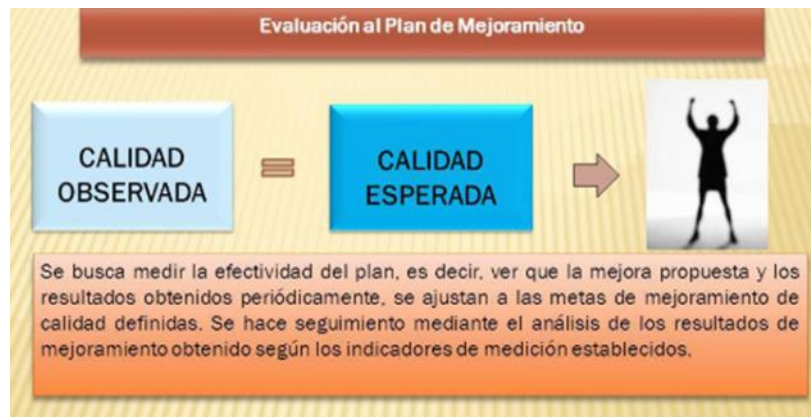 Evaluación al Plan de Mejoramiento
CALIDAD
OBSERVADA
=
CALIDAD
ESPERADA
Se busca medir la efectividad del plan, es decir, ver que la mejora propuesta y los
resultados obtenidos periódicamente, se ajustan a las metas de mejoramiento de
calidad definidas. Se hace seguimiento mediante el análisis de los resultados de
mejoramiento obtenido según los indicadores de medición establecidos.